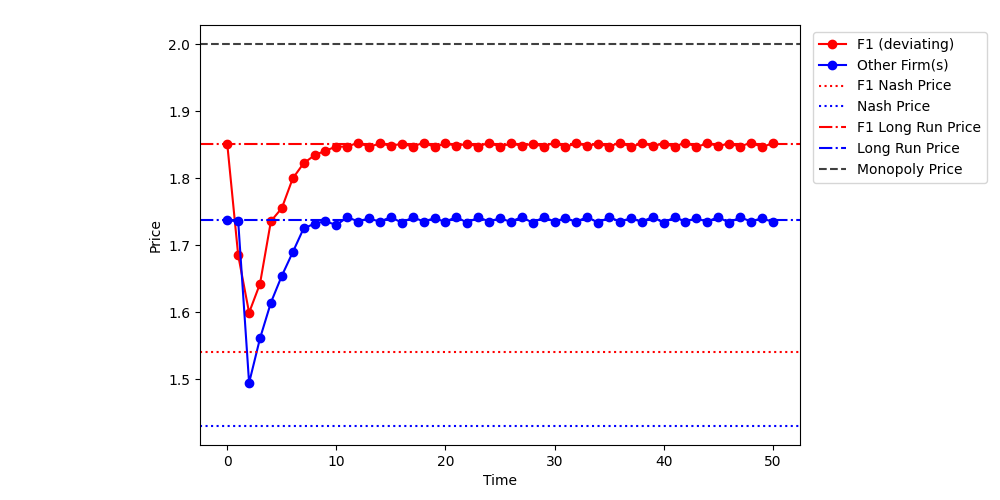 2.0
1.9
1.8
1.7
1.6
1.5
Price
0
10
20
30
40
50
Time
F1 (deviating)
Other Firm(s)
F1 Nash Price
Nash Price
F1 Long Run Price
Long Run Price
Monopoly Price